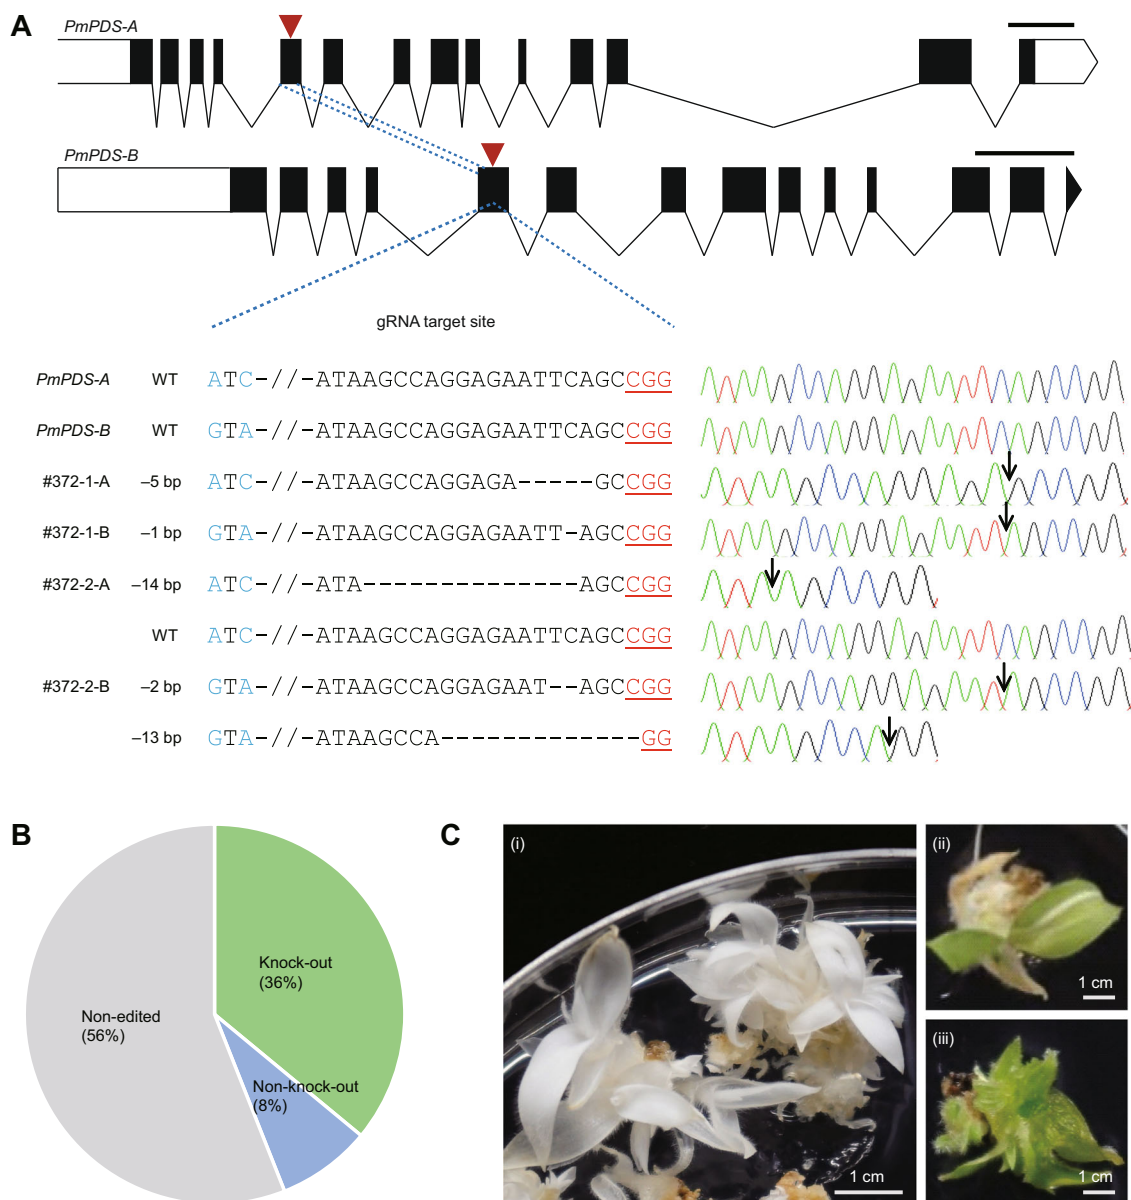 A
PmPDS-A
PmPDS-B
gRNA target site
PmPDS-A WT ATC-//-ATAAGCCAGGAGAATTCAGCCGG
PmPDS-B WT GTA-//-ATAAGCCAGGAGAATTCAGCCGG
#372-1-A –5 bp ATC-//-ATAAGCCAGGAGA-----GCCGG
#372-1-B –1 bp GTA-//-ATAAGCCAGGAGAATT-AGCCGG
#372-2-A –14 bp ATC-//-ATA--------------AGCCGG
WT ATC-//-ATAAGCCAGGAGAATTCAGCCGG
#372-2-B –2 bp GTA-//-ATAAGCCAGGAGAAT--AGCCGG
–13 bp GTA-//-ATAAGCCA-------------GG
B
Knock-out
(36%)
Non-edited
(56%)
Non-knock-out
(8%)
C
(i)
1 cm
(ii)
1 cm
(iii)
1 cm